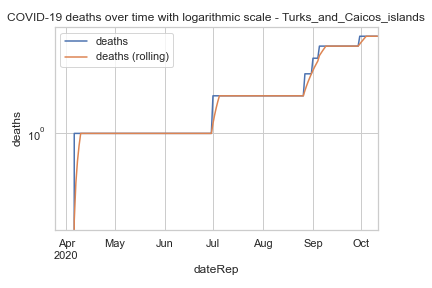 COVID-19 deaths over time with logarithmic scale - Turks_and_Caicos_islands
deaths
deaths (rolling)
deaths
10⁰
Apr
2020
May
Jun
Jul
Aug
Sep
Oct
dateRep